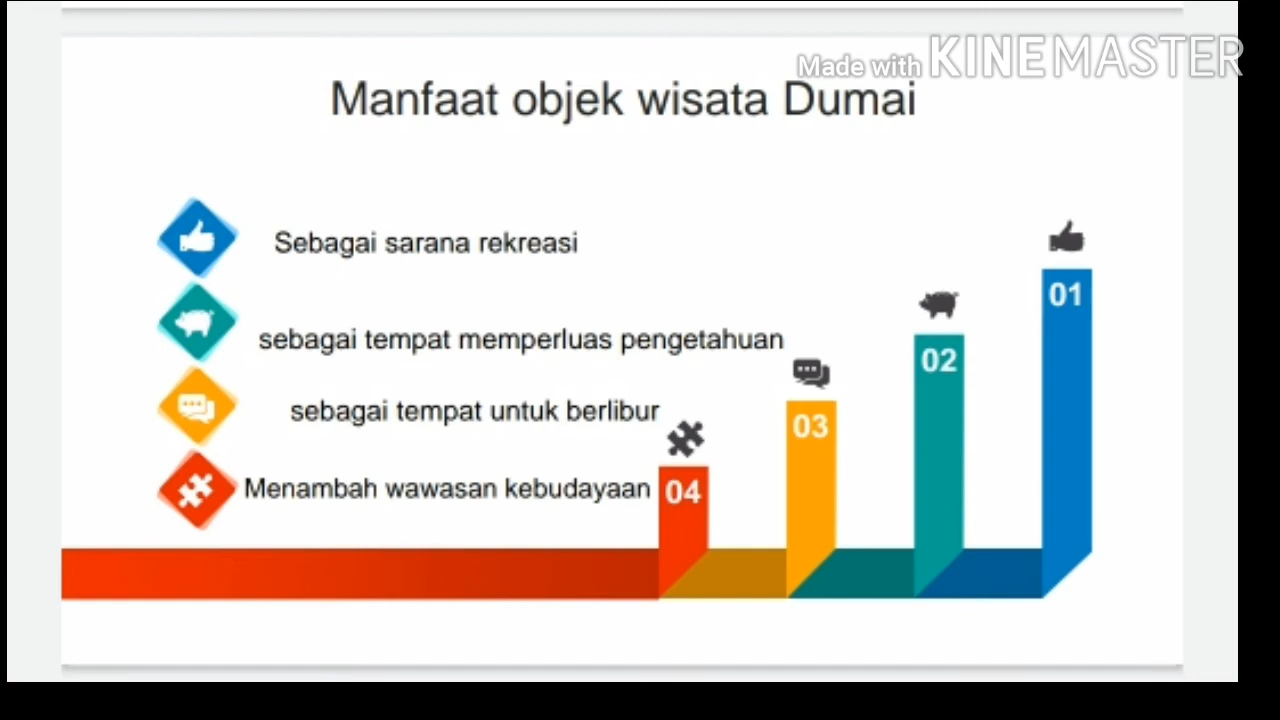 Made with KINEMASTER
Manfaat objek wisata Dumai
Sebagai sarana rekreasi
sebagai tempat memperluas pengetahuan
sebagai tempat untuk berlibur
Menambah wawasan kebudayaan
01
02
03
04